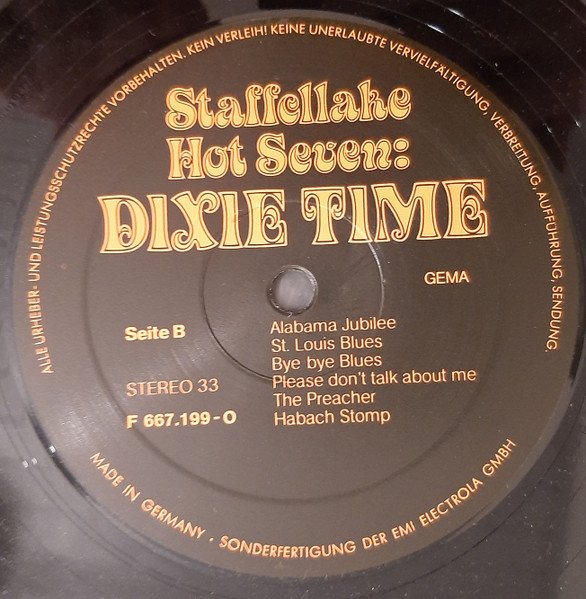 ALLE URHEBER- UND LEISTUNGSSCHUTZRECHTE VORBEHALTEN. KEIN VERLEIH! KEINE UNERLAUBTE VERVIELFÄLTIGUNG, VERBREITUNG, AUFFÜHRUNG, SENDUNG.
Staffellake
Hot Seven:
DIXIE TIME
GEMA
Seite B
Alabama Jubilee
St. Louis Blues
Bye bye Blues
Please don't talk about me
The Preacher
Habach Stomp
STEREO 33
F 667.199-0
MADE IN GERMANY · SONDERFERTIGUNG DER EMI ELECTROLA GMBH